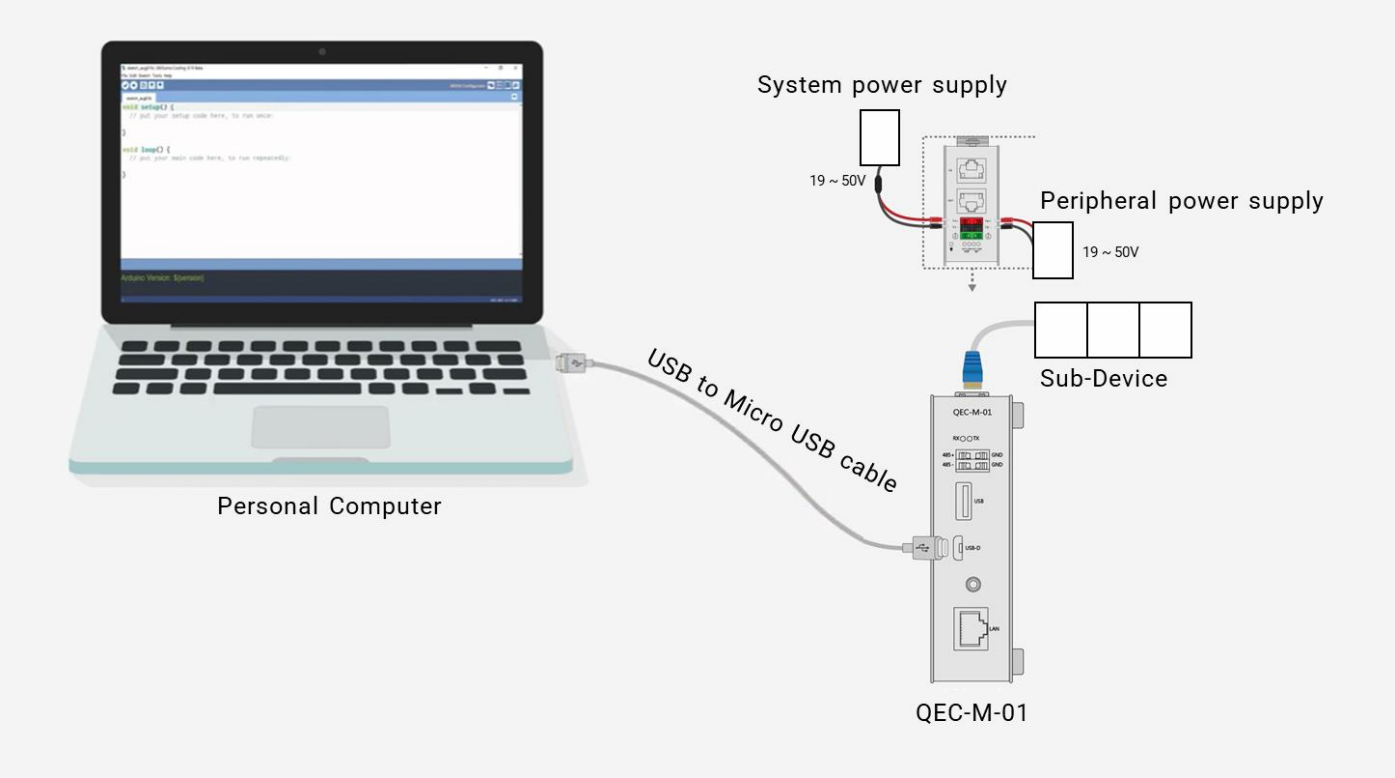 sketch_aug01a
void setup() {
// put your setup code here, to run once:
}
void loop() {
// put your main code here, to run repeatedly:
}
Arduino Version: ${version}
Personal Computer
USB to Micro USB cable
System power supply
19 ~ 50V
Peripheral power supply
19 ~ 50V
Sub-Device
QEC-M-01
RX TX
485+ GND
485- GND
USB
USB-D
LAN
QEC-M-01